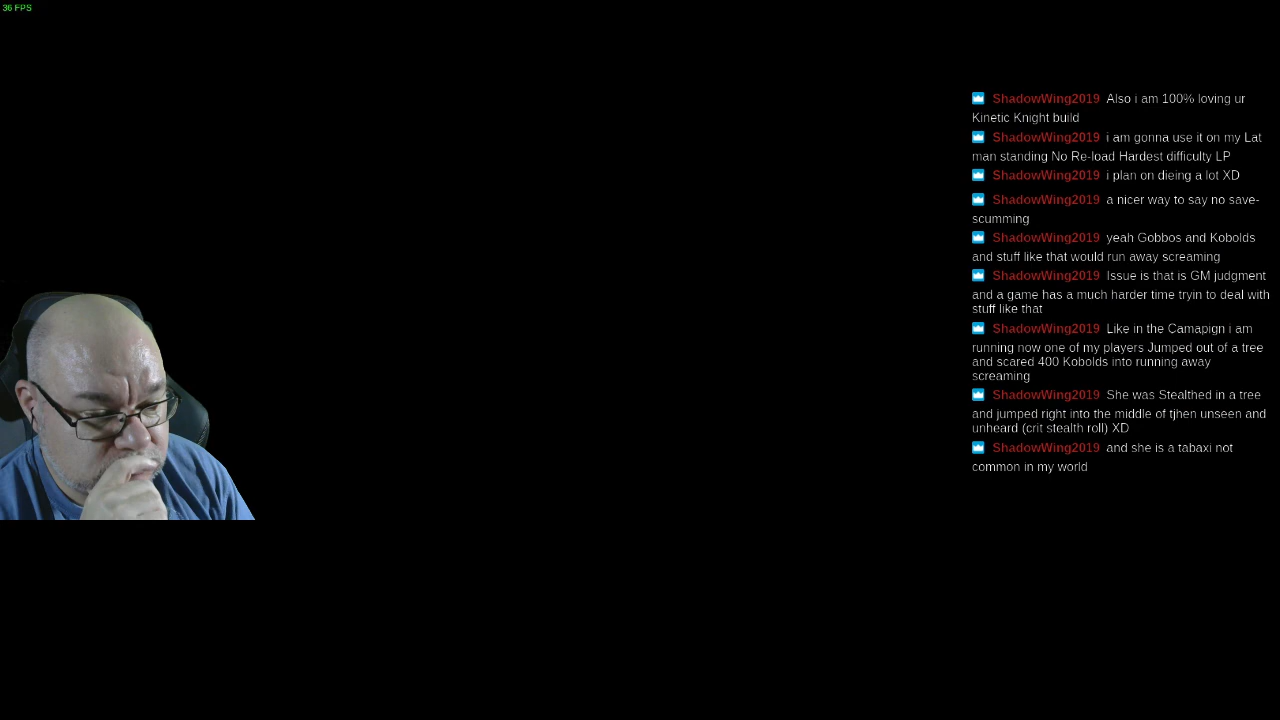 36 FPS
ShadowWing2019 Also i am 100% loving ur
Kinetic Knight build
ShadowWing2019 i am gonna use it on my Lat
man standing No Re-load Hardest difficulty LP
ShadowWing2019 i plan on dieing a lot XD
ShadowWing2019 a nicer way to say no save-
scumming
ShadowWing2019 yeah Gobbos and Kobolds
and stuff like that would run away screaming
ShadowWing2019 Issue is that is GM judgment
and a game has a much harder time tryin to deal with
stuff like that
ShadowWing2019 Like in the Camapign i am
running now one of my players Jumped out of a tree
and scared 400 Kobolds into running away
screaming
ShadowWing2019 She was Stealthed in a tree
and jumped right into the middle of tjhen unseen and
unheard (crit stealth roll) XD
ShadowWing2019 and she is a tabaxi not
common in my world